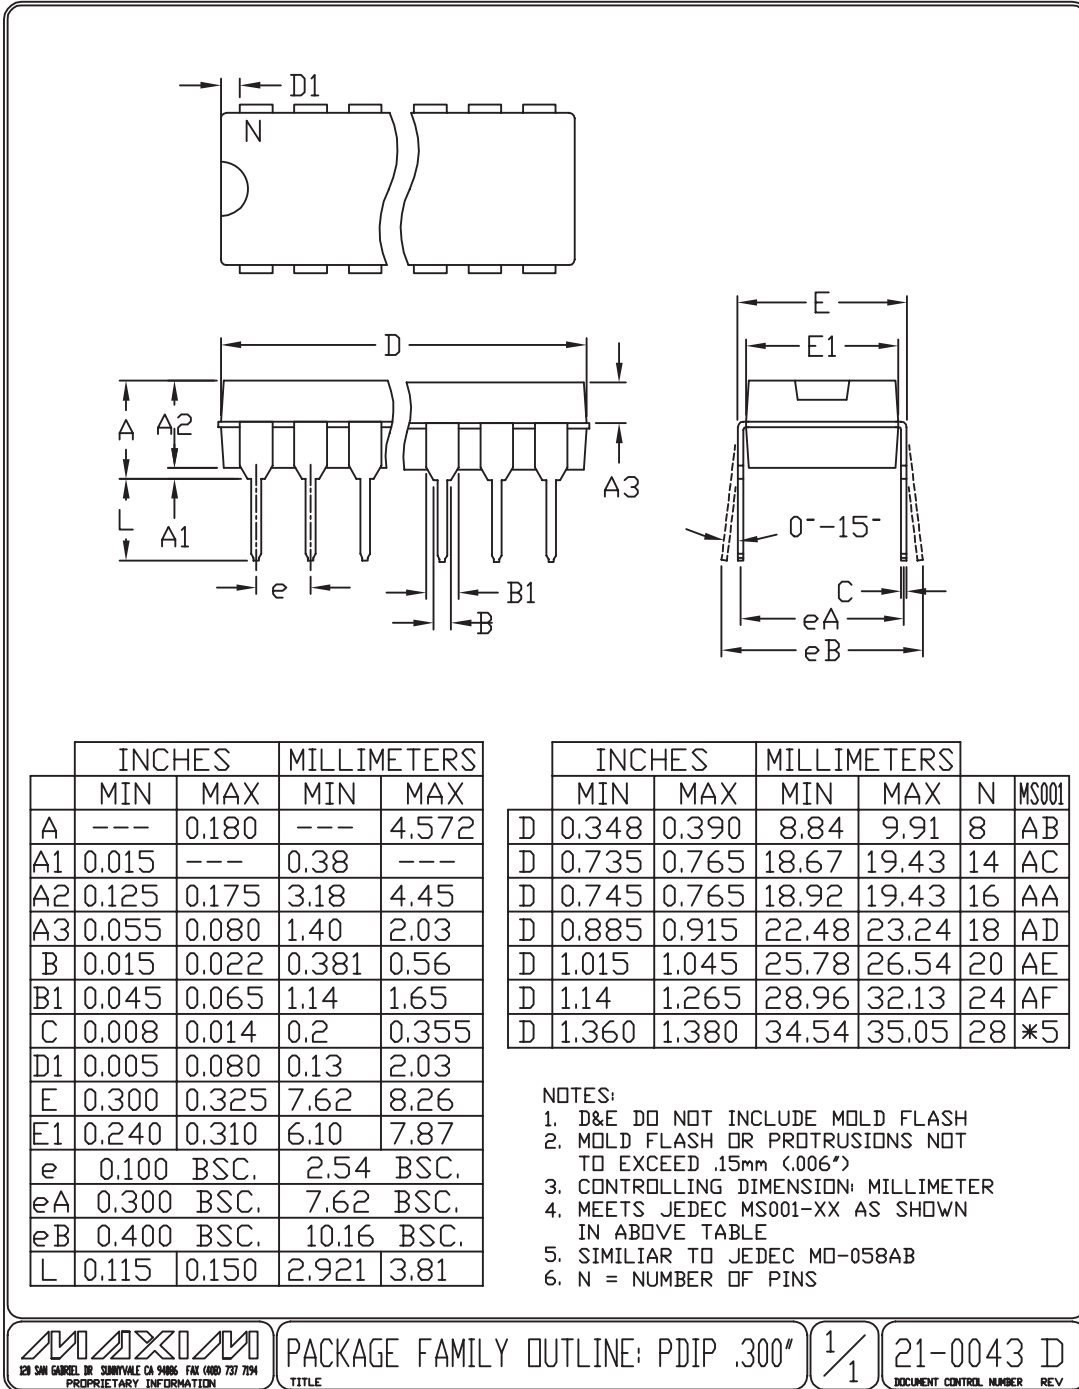 D1
N
E
E1
D
A
A2
A3
L
A1
0°-15°
e
B1
B
C
eA
eB
INCHES MILLIMETERS
MIN MAX MIN MAX
A --- 0.180 --- 4.572
A1 0.015 --- 0.38 ---
A2 0.125 0.175 3.18 4.45
A3 0.055 0.080 1.40 2.03
B 0.015 0.022 0.381 0.56
B1 0.045 0.065 1.14 1.65
C 0.008 0.014 0.2 0.355
D1 0.005 0.080 0.13 2.03
E 0.300 0.325 7.62 8.26
E1 0.240 0.310 6.10 7.87
e 0.100 BSC. 2.54 BSC.
eA 0.300 BSC. 7.62 BSC.
eB 0.400 BSC. 10.16 BSC.
L 0.115 0.150 2.921 3.81
INCHES MILLIMETERS
MIN MAX MIN MAX N MS001
D 0.348 0.390 8.84 9.91 8 AB
D 0.735 0.765 18.67 19.43 14 AC
D 0.745 0.765 18.92 19.43 16 AA
D 0.885 0.915 22.48 23.24 18 AD
D 1.015 1.045 25.78 26.54 20 AE
D 1.14 1.265 28.96 32.13 24 AF
D 1.360 1.380 34.54 35.05 28 *5
NOTES:
1. D&E DO NOT INCLUDE MOLD FLASH
2. MOLD FLASH OR PROTRUSIONS NOT
TO EXCEED .15mm (.006")
3. CONTROLLING DIMENSION: MILLIMETER
4. MEETS JEDEC MS001-XX AS SHOWN
IN ABOVE TABLE
5. SIMILIAR TO JEDEC MO-058AB
6. N = NUMBER OF PINS
MAXIM
120 SAN GABRIEL DR SUNNYVALE CA 94086 FAX (408) 737 7194
PROPRIETARY INFORMATION
PACKAGE FAMILY OUTLINE: PDIP .300"
TITLE
1/1
21-0043 D
DOCUMENT CONTROL NUMBER REV